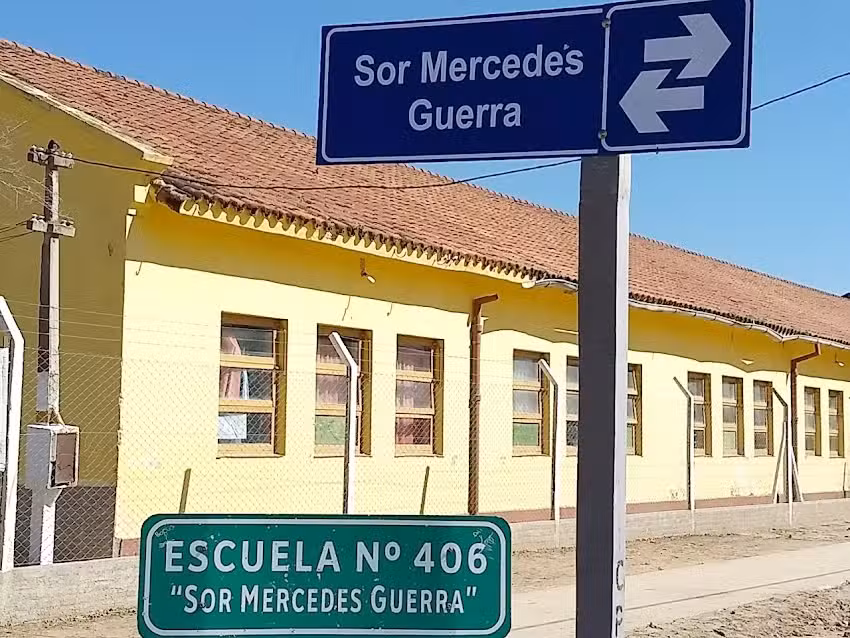 Sor Mercedes
Guerra
ESCUELA Nº 406
“SOR MERCEDES GUERRA”